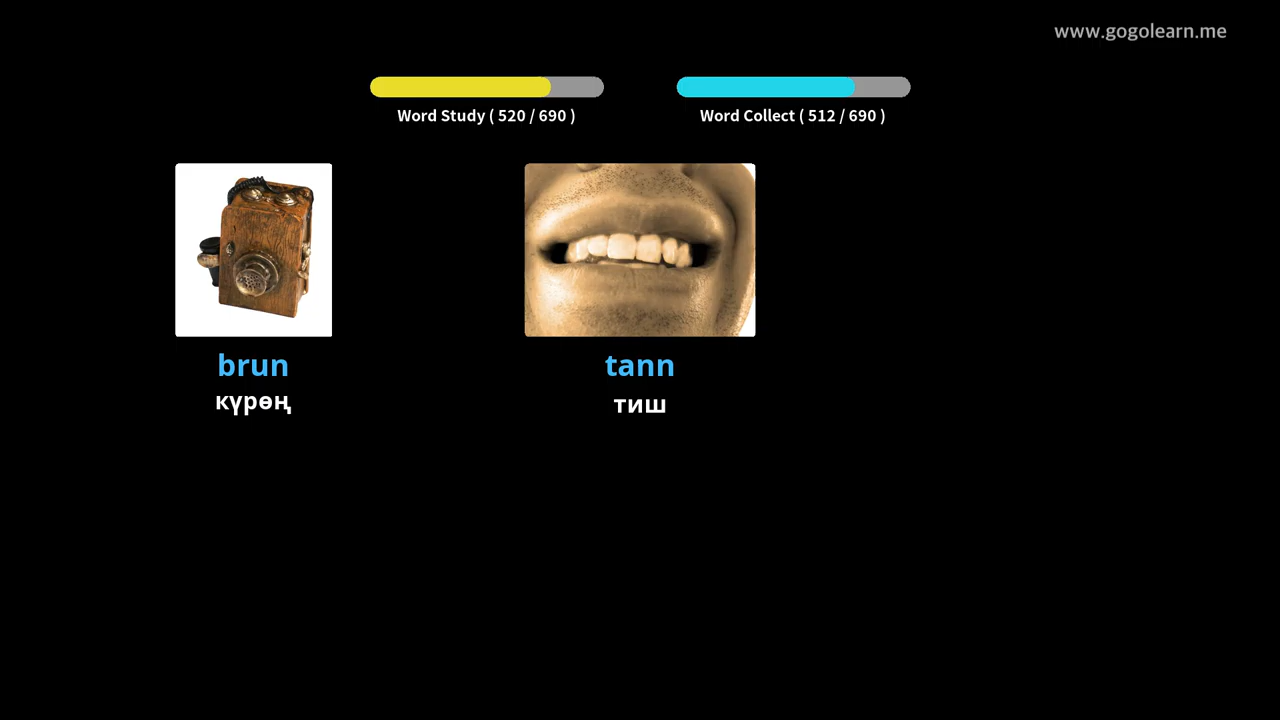 www.gogolearn.me
Word Study ( 520 / 690 )
Word Collect ( 512 / 690 )
brun
күрөң
tann
тиш